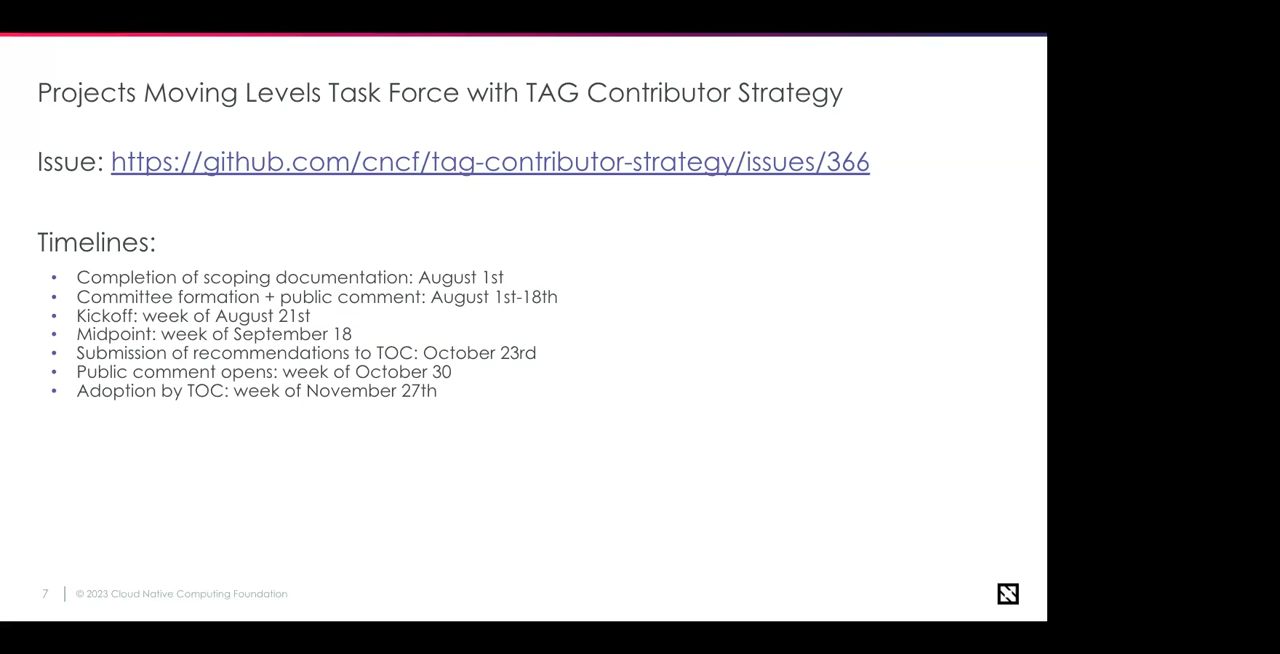 Projects Moving Levels Task Force with TAG Contributor Strategy
Issue: https://github.com/cncf/tag-contributor-strategy/issues/366
Timelines:
• Completion of scoping documentation: August 1st
• Committee formation + public comment: August 1st-18th
• Kickoff: week of August 21st
• Midpoint: week of September 18
• Submission of recommendations to TOC: October 23rd
• Public comment opens: week of October 30
• Adoption by TOC: week of November 27th
7 © 2023 Cloud Native Computing Foundation